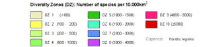 Diversity Zones (DZ): Number of species per 10.000km²
DZ 1 (<100)
DZ 2 (100 - 200)
DZ 3 (200 - 500)
DZ 4 (500 - 1000)
DZ 5 (1000 - 1500)
DZ 6 (1500 - 2000)
DZ 7 (2000 - 3000)
DZ 8 (3000 - 4000)
DZ 9 (4000 - 5000)
DZ 10 (≥5000)